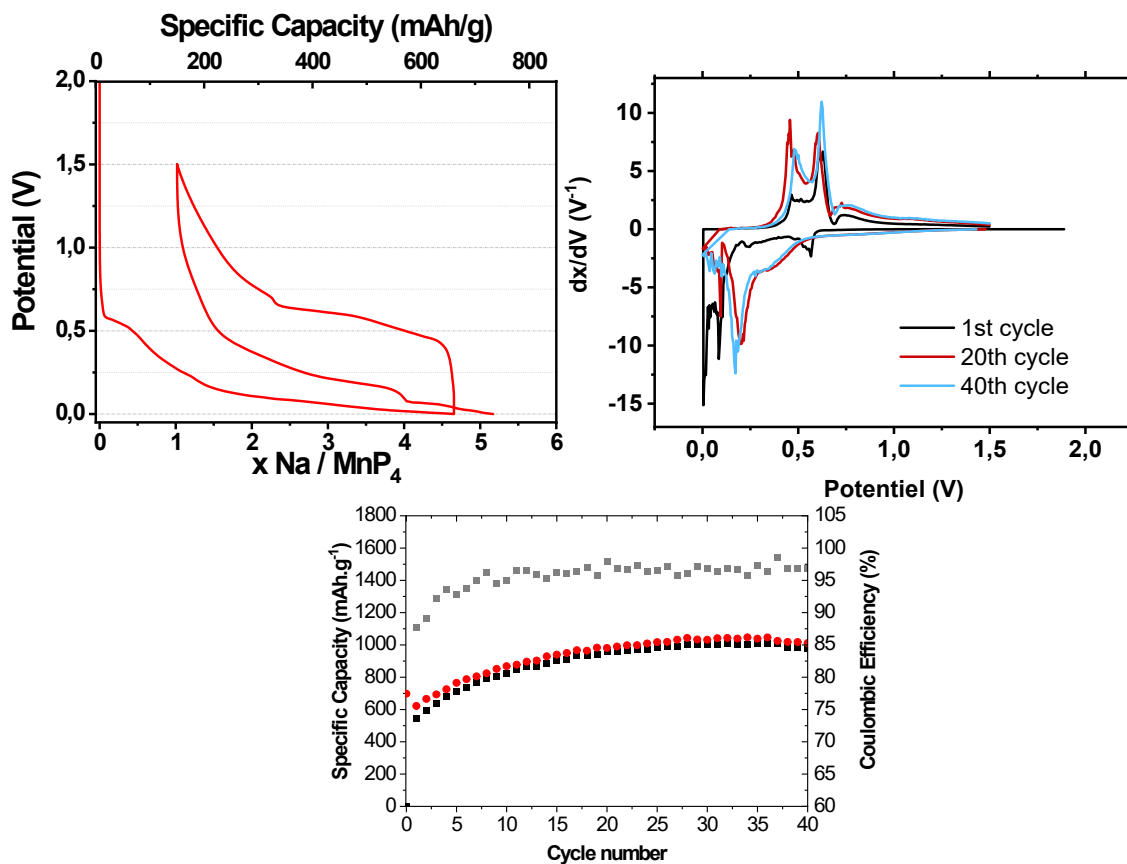 Specific Capacity (mAh/g)
0 200 400 600 800
2,0
1,5
1,0
0,5
0,0
Potential (V)
0 1 2 3 4 5 6
x Na / MnP₄
10
5
0
-5
-10
-15
dx/dV (V⁻¹)
1st cycle
20th cycle
40th cycle
0,0 0,5 1,0 1,5 2,0
Potentiel (V)
1800
1600
1400
1200
1000
800
600
400
200
0
Specific Capacity (mAh.g⁻¹)
105
100
95
90
85
80
75
70
65
60
Coulombic Efficiency (%)
0 5 10 15 20 25 30 35 40
Cycle number